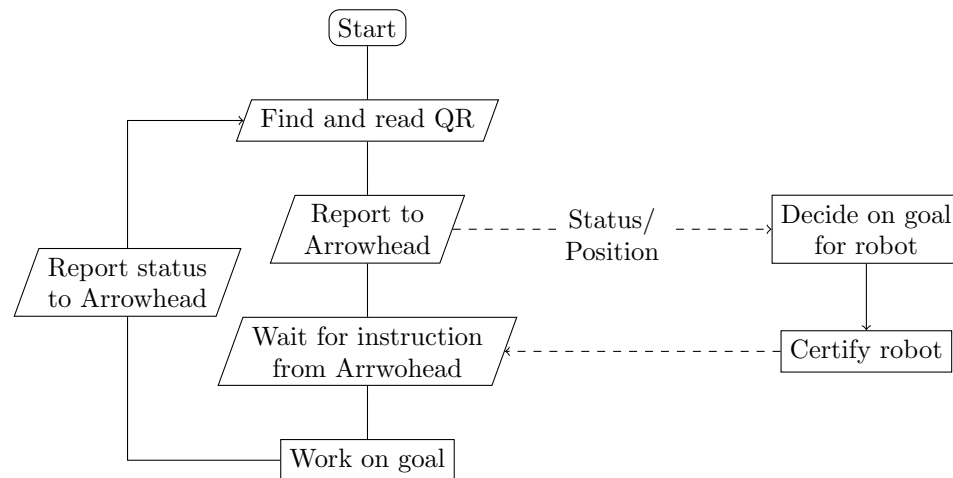 Start
Find and read QR
Report to
Arrowhead
Status/
Position
Decide on goal
for robot
Report status
to Arrowhead
Wait for instruction
from Arrwohead
Certify robot
Work on goal